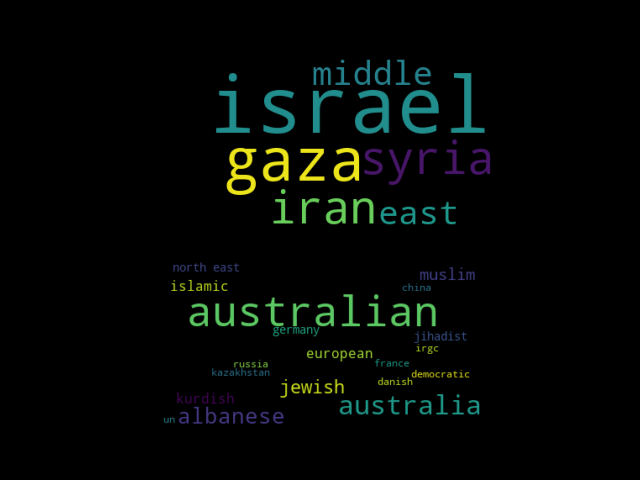 middle
israel
gaza syria
iran east
north east muslim
islamic china
australian
germany jihadist
european irgc
russia france
kazakhstan democratic
jewish danish
kurdish australia
un albanese